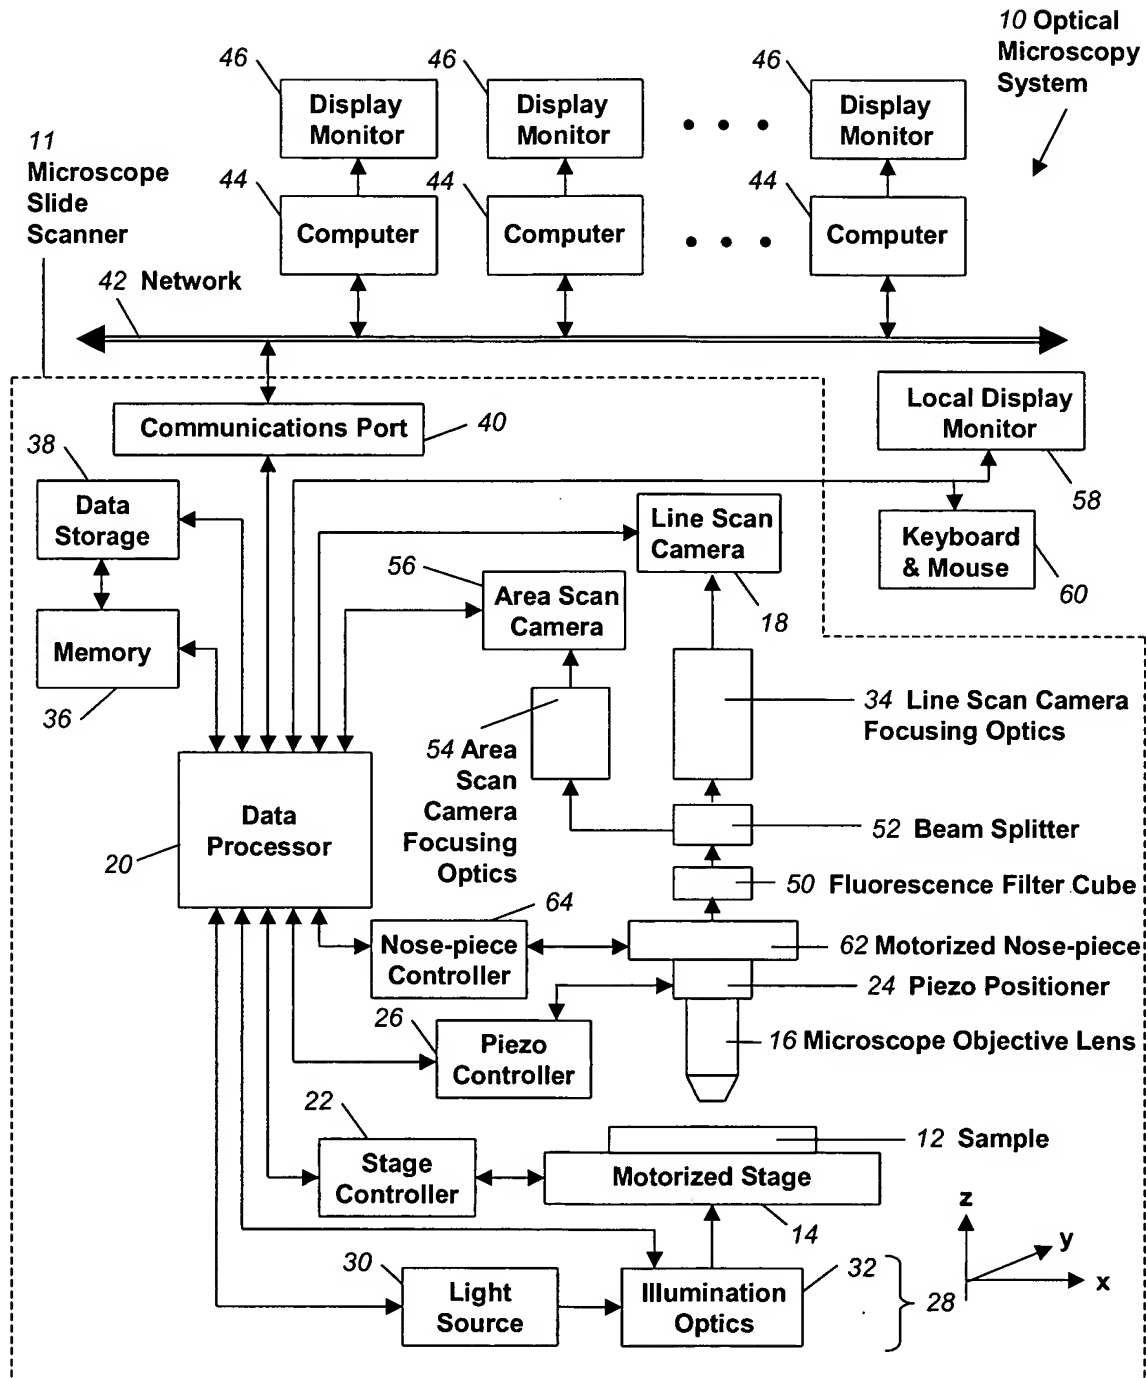 10 Optical
Microscopy
System
46
46
46
Display
Monitor
Display
Monitor
Display
Monitor
11
Microscope
Slide
Scanner
44
44
44
Computer
Computer
Computer
42 Network
Communications Port
40
Local Display
Monitor
58
38
Data
Storage
Line Scan
Camera
18
Keyboard
& Mouse
60
56
Area Scan
Camera
Memory
36
34 Line Scan Camera
Focusing Optics
54 Area
Scan
Camera
Focusing
Optics
Data
Processor
20
52 Beam Splitter
50 Fluorescence Filter Cube
64
Nose-piece
Controller
62 Motorized Nose-piece
24 Piezo Positioner
26
Piezo
Controller
16 Microscope Objective Lens
22
Stage
Controller
12 Sample
Motorized Stage
14
z
y
x
30
Light
Source
Illumination
Optics
32
28